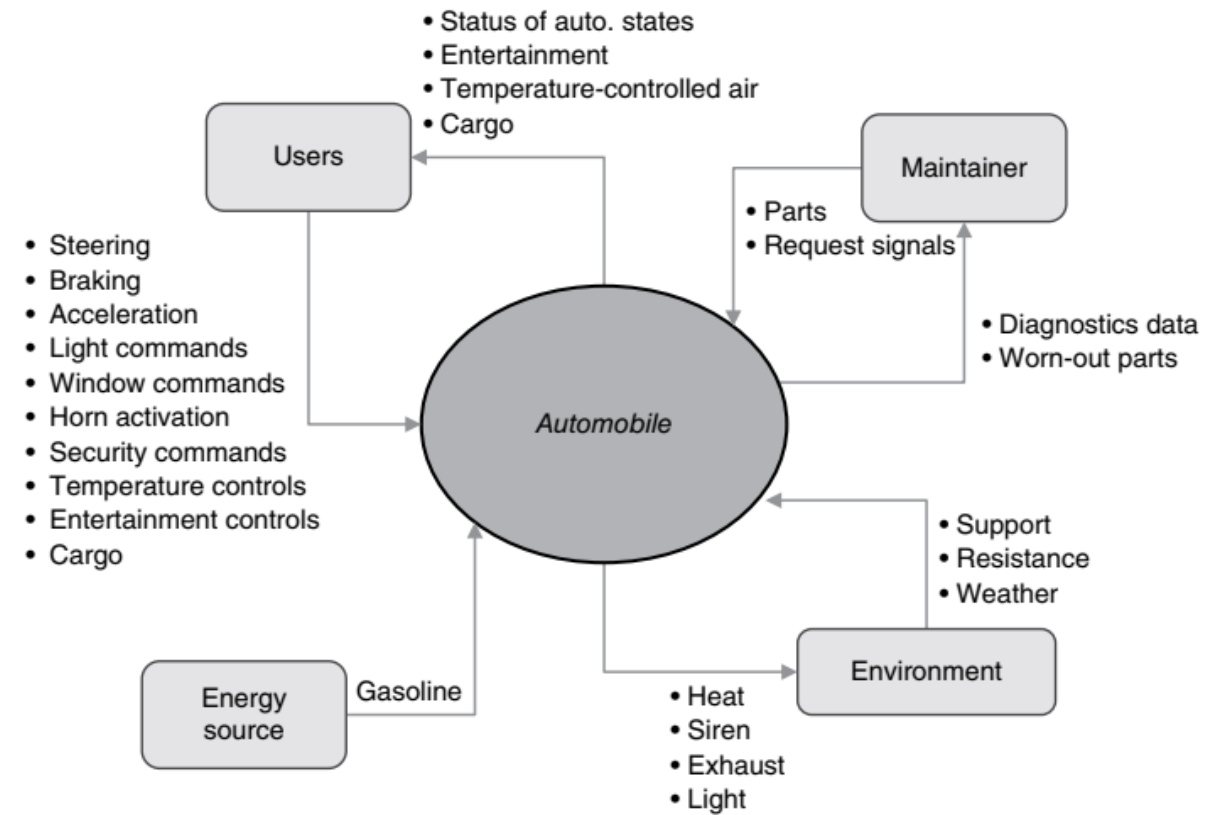 • Status of auto. states
• Entertainment
• Temperature-controlled air
• Cargo
Users
Maintainer
• Parts
• Request signals
• Steering
• Braking
• Acceleration
• Light commands
• Window commands
• Horn activation
• Security commands
• Temperature controls
• Entertainment controls
• Cargo
• Diagnostics data
• Worn-out parts
Automobile
• Support
• Resistance
• Weather
Environment
Energy
source
Gasoline
• Heat
• Siren
• Exhaust
• Light